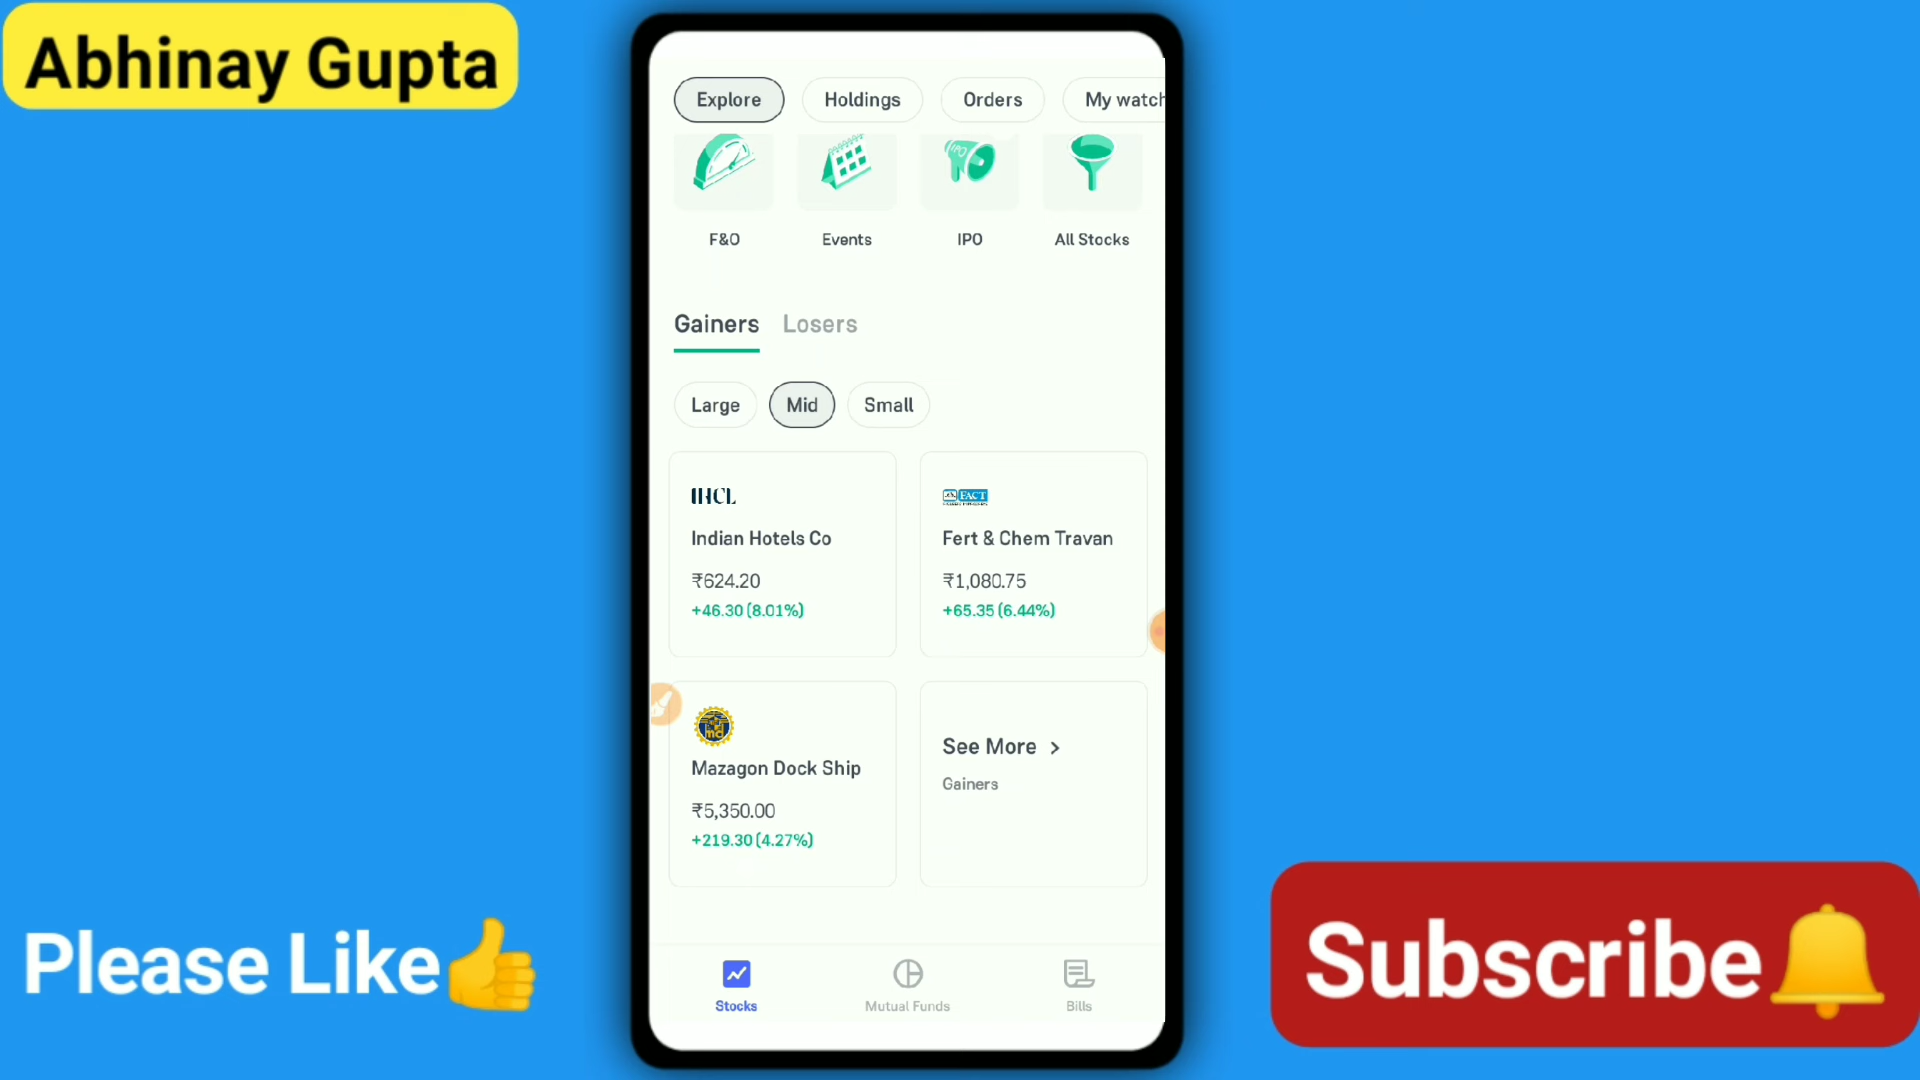 Abhinay Gupta
Explore
Holdings
Orders
My watch
IPO
F&O
Events
IPO
All Stocks
Gainers
Losers
Large
Mid
Small
IHCL
FACT
Indian Hotels Co
Fert & Chem Travan
₹624.20
₹1,080.75
+46.30 (8.01%)
+65.35 (6.44%)
md
Mazagon Dock Ship
See More >
₹5,350.00
Gainers
+219.30 (4.27%)
Please Like
Subscribe
Stocks
Mutual Funds
Bills